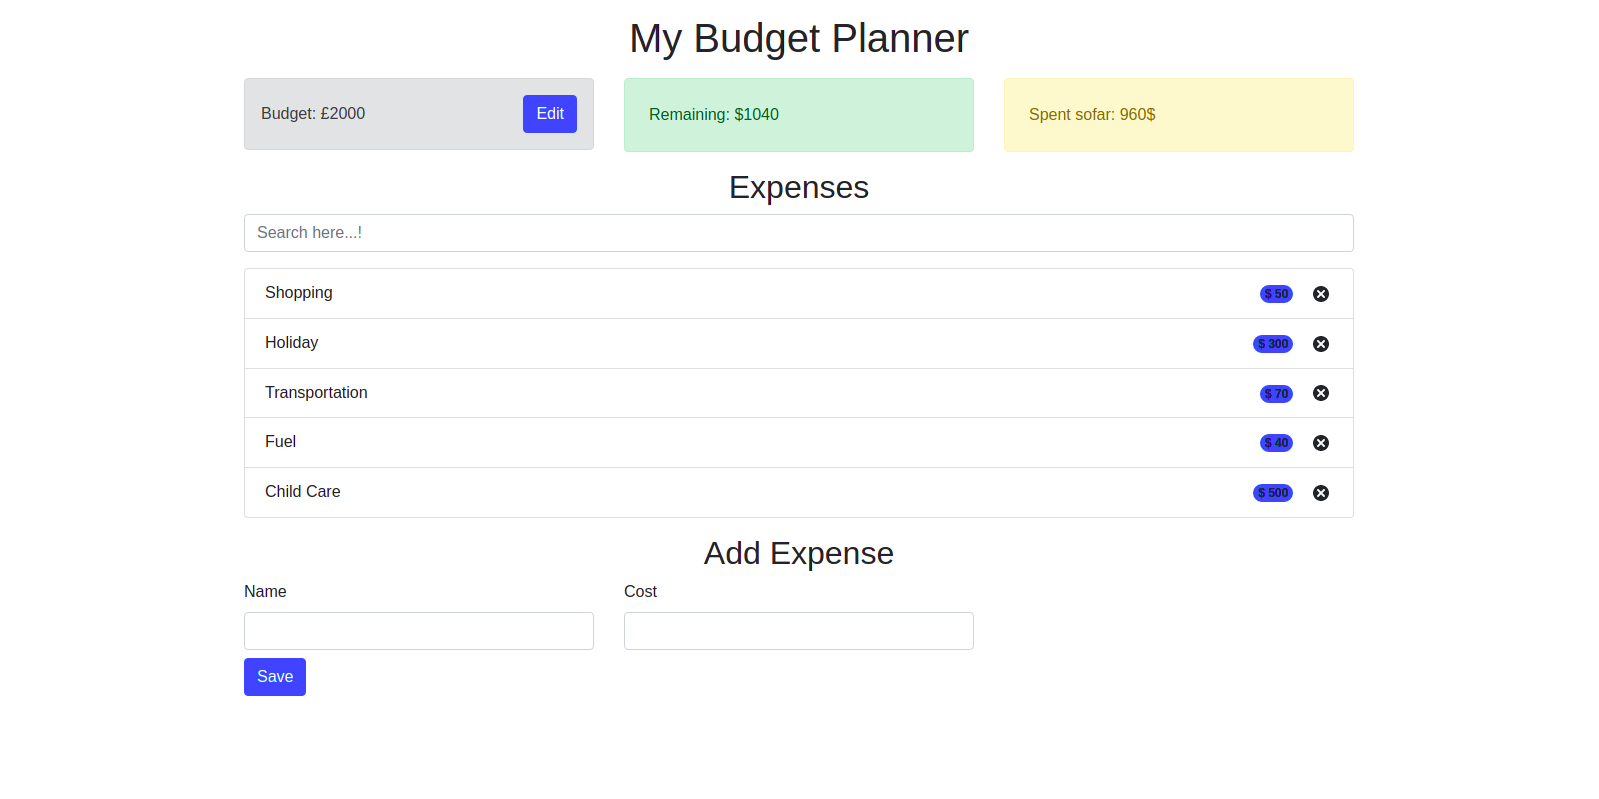 My Budget Planner
Budget: £2000
Edit
Remaining: $1040
Spent sofar: 960$
Expenses
Search here...!
Shopping $ 50
Holiday $ 300
Transportation $ 70
Fuel $ 40
Child Care $ 500
Add Expense
Name
Cost
Save